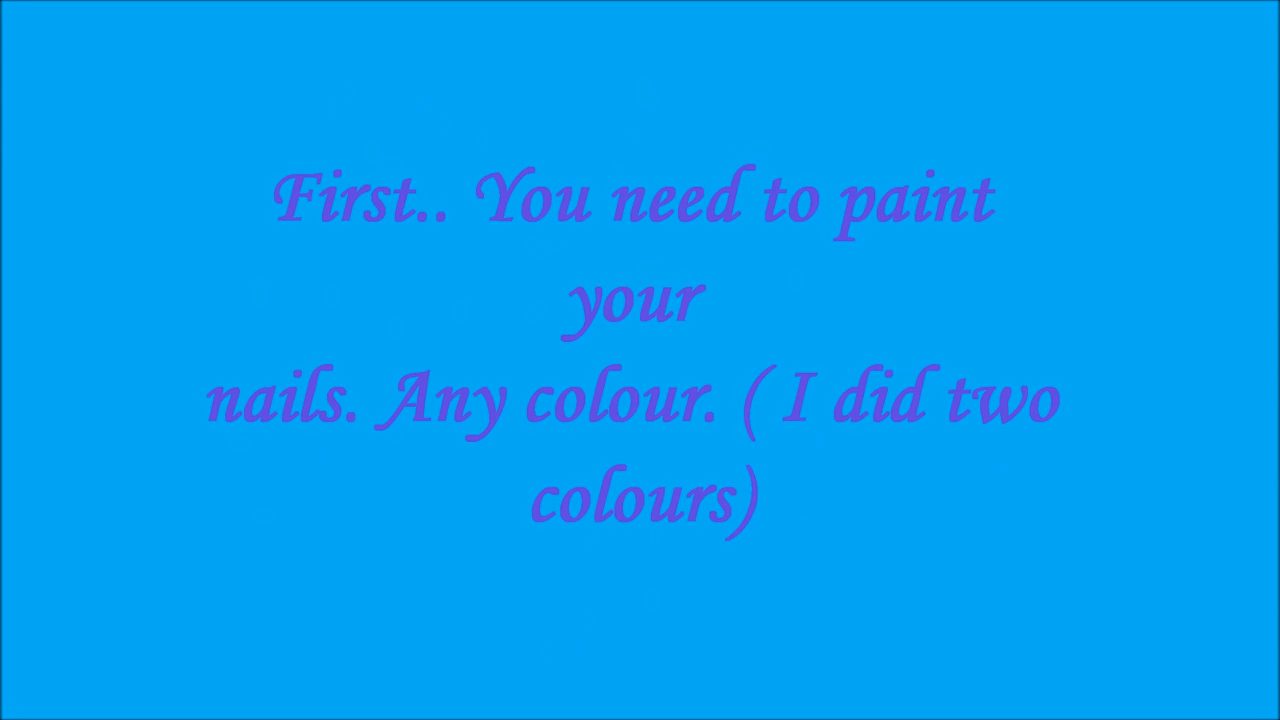 First.. You need to paint
your
nails. Any colour. ( I did two
colours)